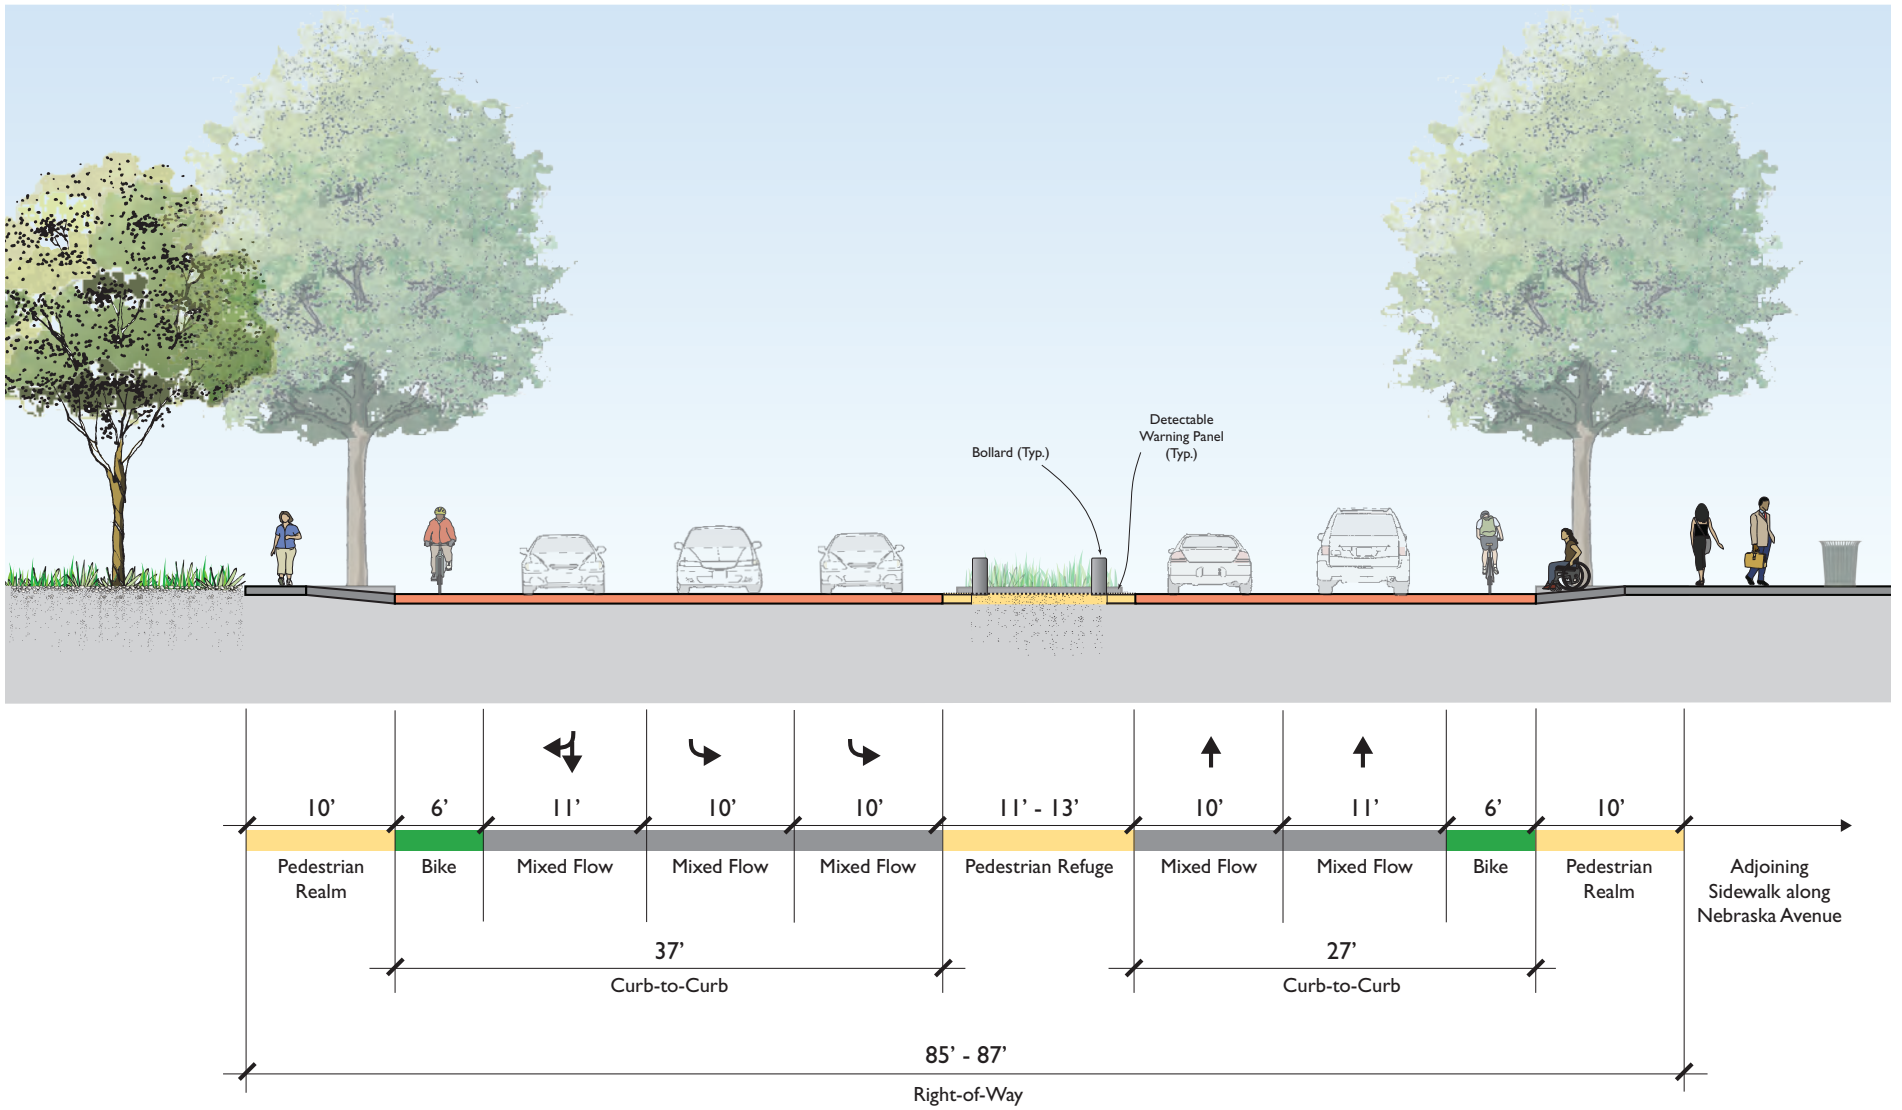 Detectable
Warning Panel
(Typ.)
Bollard (Typ.)
10’ 6’ 11’ 10’ 10’ 11’ - 13’ 10’ 11’ 6’ 10’
Pedestrian
Realm
Bike
Mixed Flow
Mixed Flow
Mixed Flow
Pedestrian Refuge
Mixed Flow
Mixed Flow
Bike
Pedestrian
Realm
Adjoining
Sidewalk along
Nebraska Avenue
37’
Curb-to-Curb
27’
Curb-to-Curb
85’ - 87’
Right-of-Way